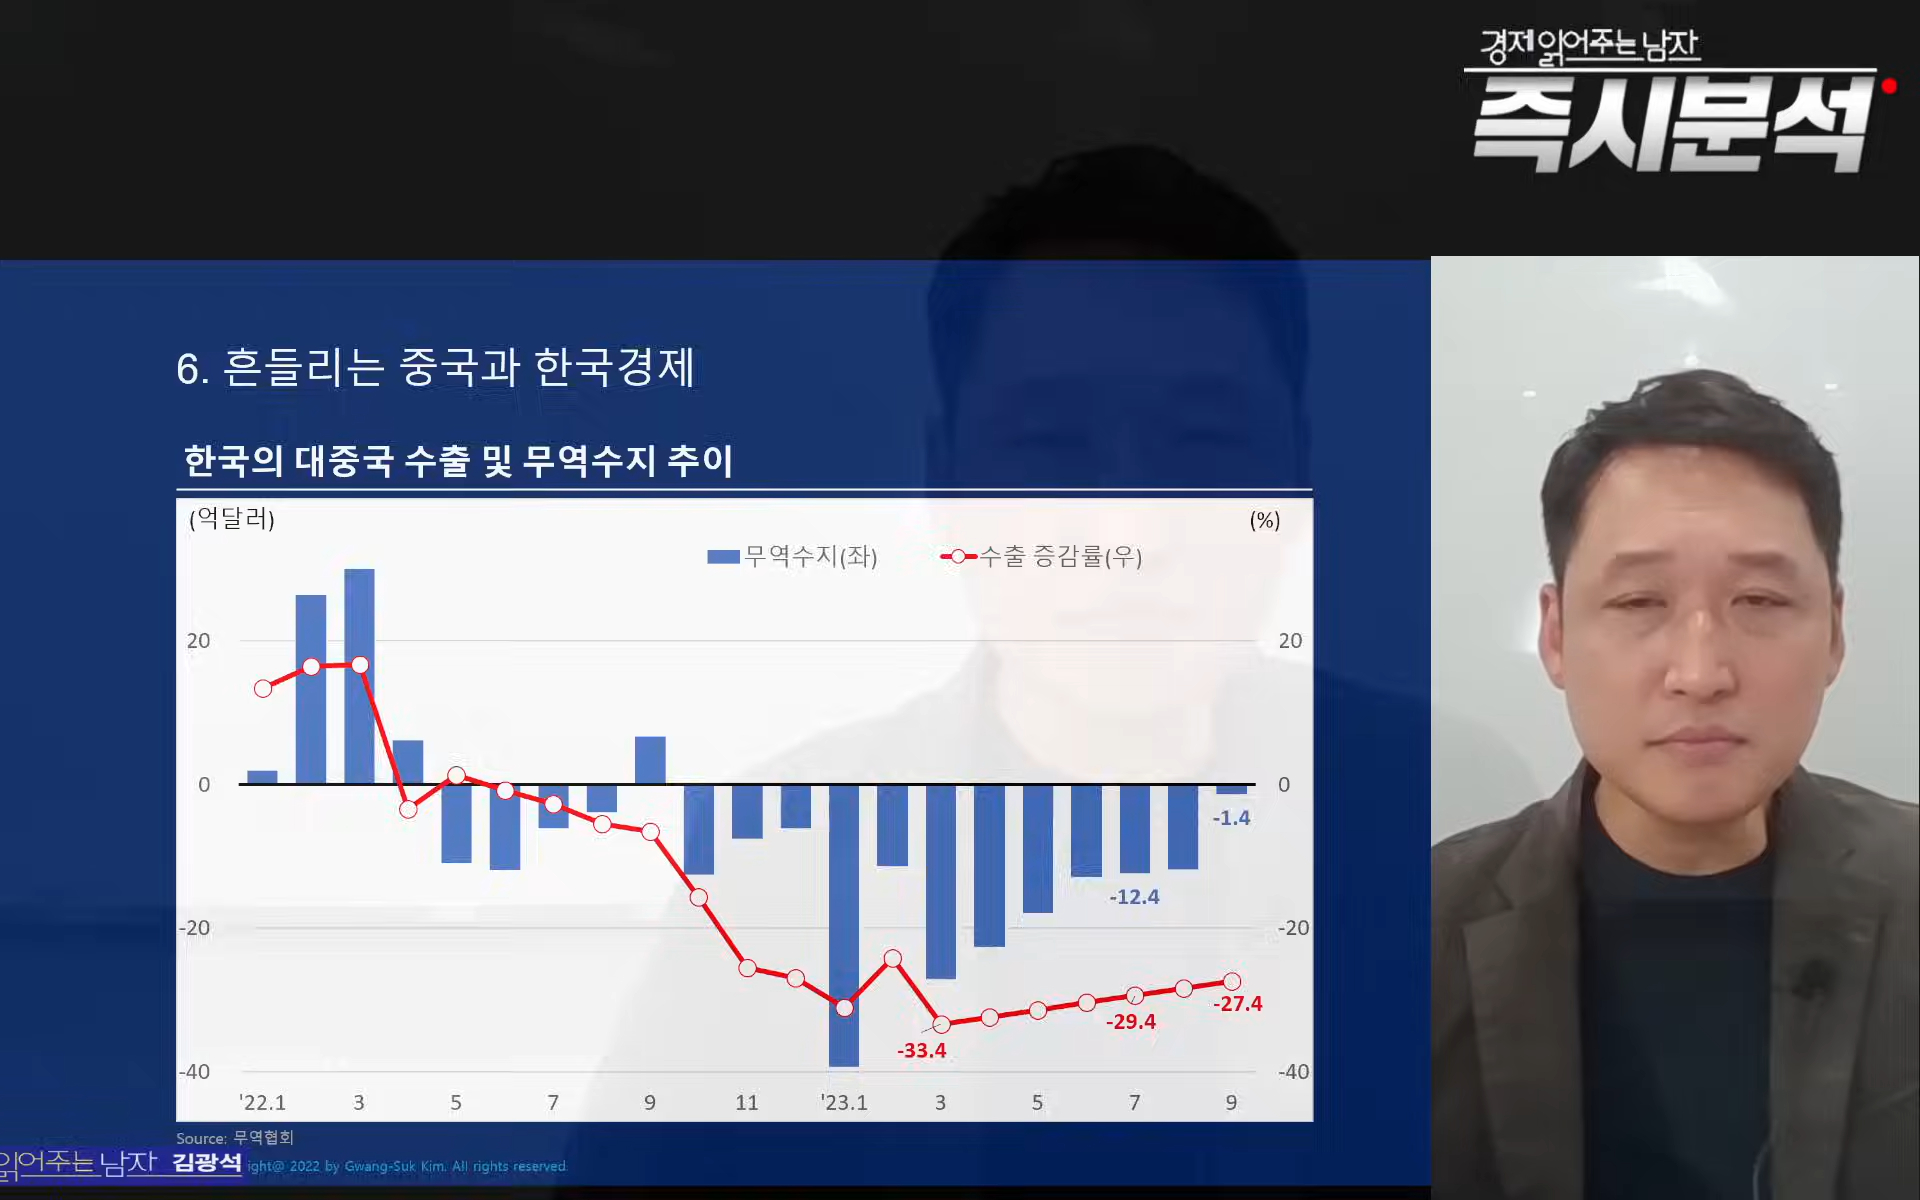 경제 읽어주는 남자
즉시분석
6. 흔들리는 중국과 한국경제
한국의 대중국 수출 및 무역수지 추이
(억달러)
(%)
무역수지(좌)
수출 증감률(우)
20
20
0
0
-1.4
-12.4
-20
-20
-27.4
-29.4
-33.4
-40
-40
'22.1 3 5 7 9 11 '23.1 3 5 7 9
Source: 무역협회
읽어주는 남자 김광석
ight@ 2022 by Gwang-Suk Kim. All rights reserved.